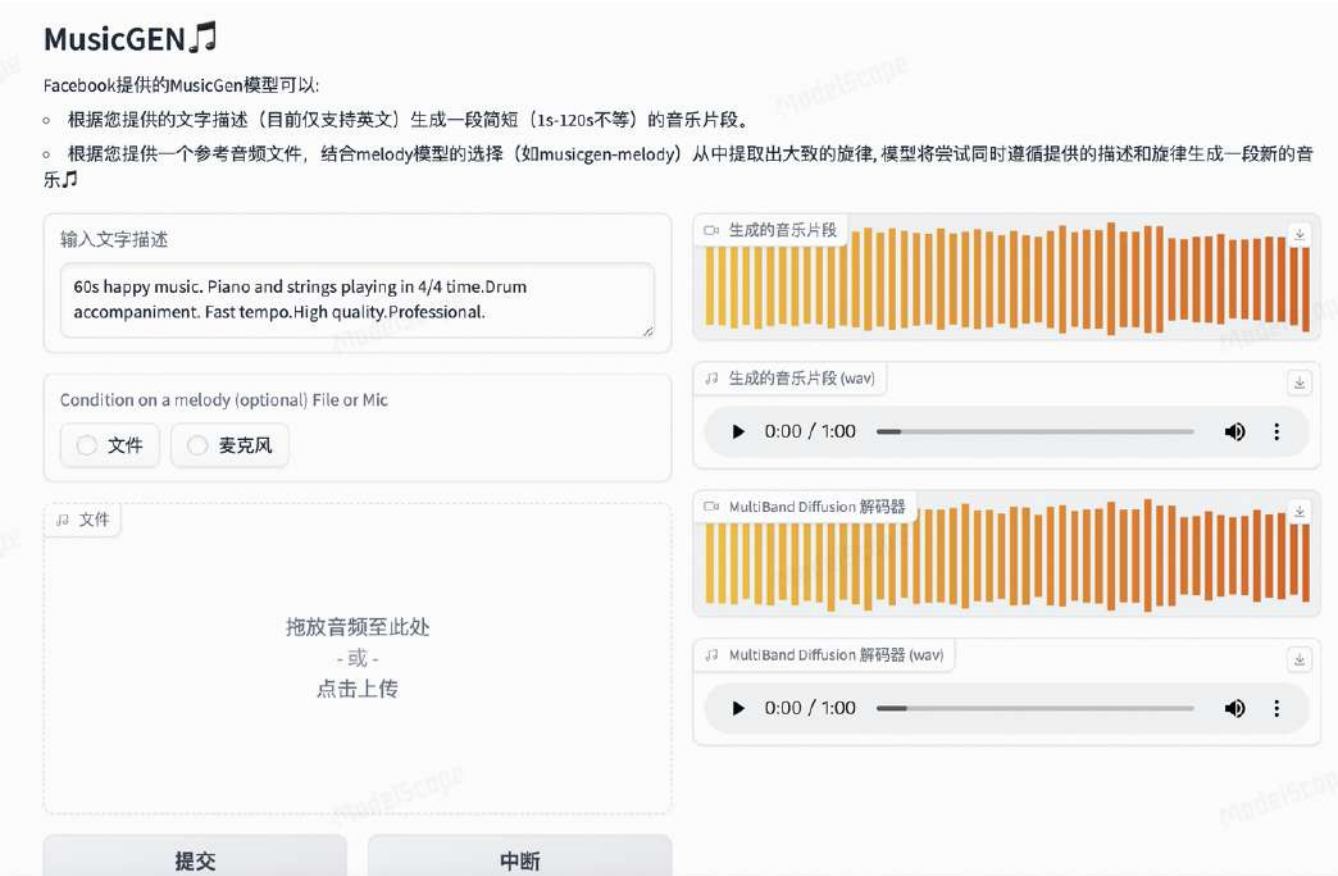 MusicGEN🎵
Facebook提供的MusicGen模型可以:
◦ 根据您提供的文字描述（目前仅支持英文）生成一段简短（1s-120s不等）的音乐片段。
◦ 根据您提供一个参考音频文件，结合melody模型的选择（如musicgen-melody）从中提取出大致的旋律, 模型将尝试同时遵循提供的描述和旋律生成一段新的音
乐🎵
输入文字描述
60s happy music. Piano and strings playing in 4/4 time.Drum
accompaniment. Fast tempo.High quality.Professional.
Condition on a melody (optional) File or Mic
文件
麦克风
文件
拖放音频至此处
- 或 -
点击上传
提交
中断
生成的音乐片段
生成的音乐片段 (wav)
0:00 / 1:00
MultiBand Diffusion 解码器
MultiBand Diffusion 解码器 (wav)
0:00 / 1:00
ModelScope
ModelScope